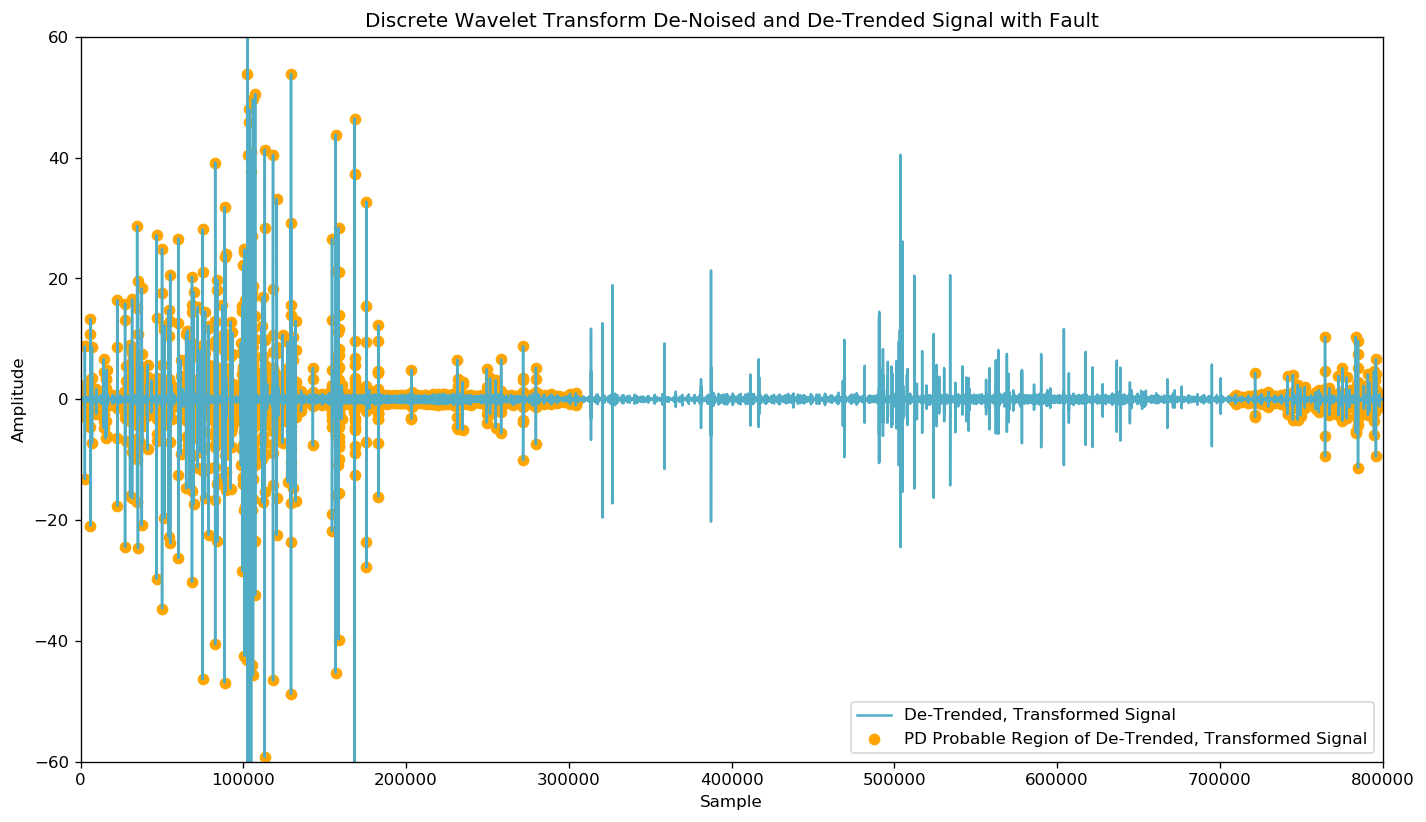 Discrete Wavelet Transform De-Noised and De-Trended Signal with Fault
60
40
20
0
−20
−40
−60
Amplitude
De-Trended, Transformed Signal
PD Probable Region of De-Trended, Transformed Signal
0 100000 200000 300000 400000 500000 600000 700000 800000
Sample